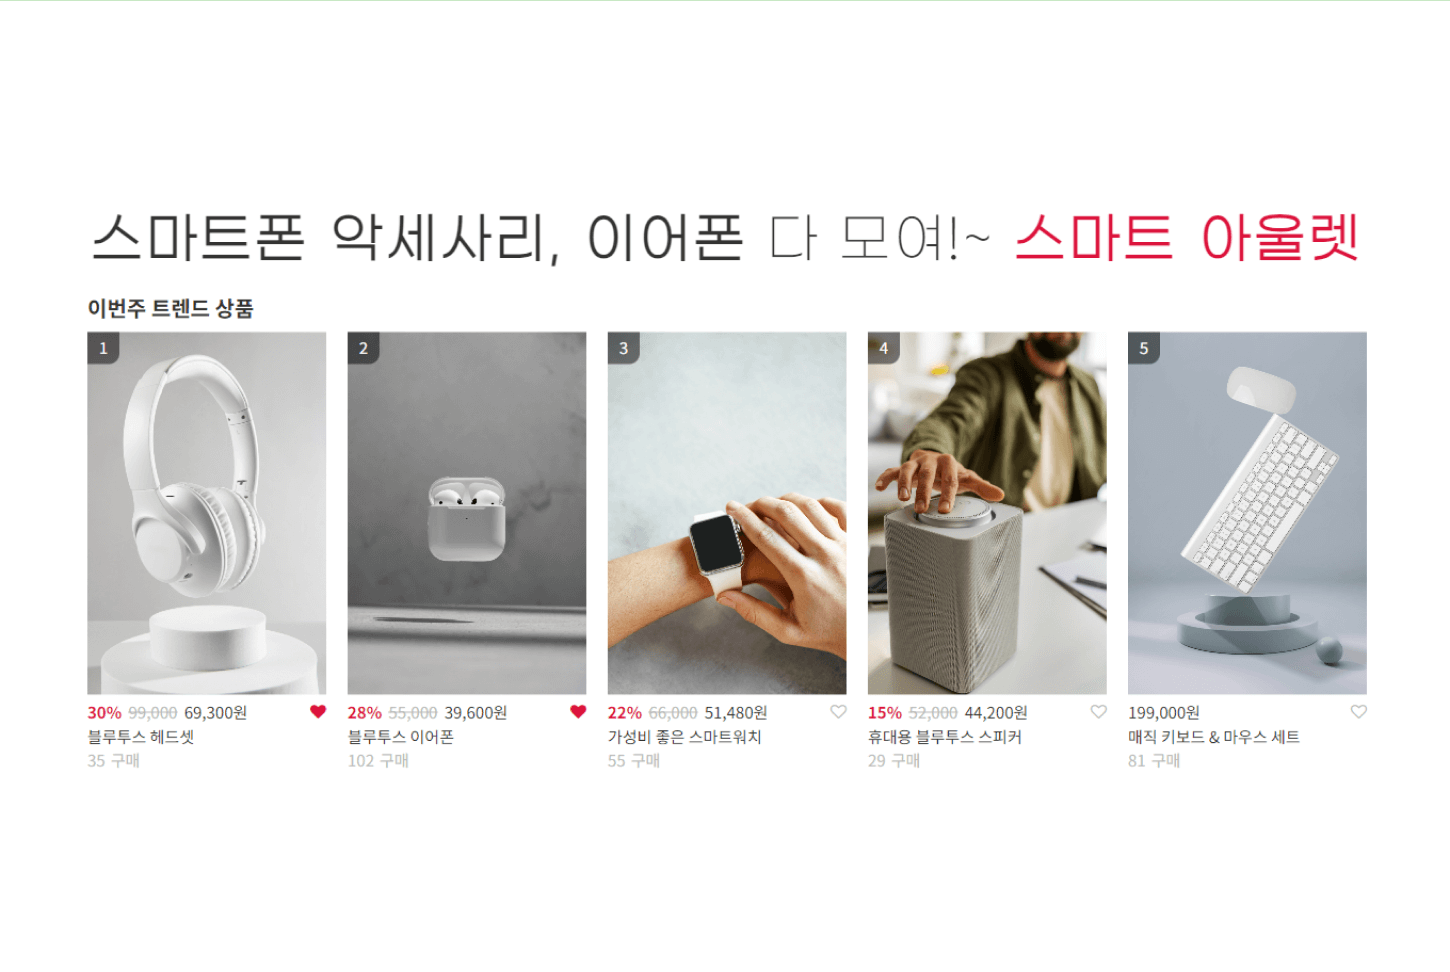 스마트폰 악세사리, 이어폰 다 모여!~ 스마트 아울렛
이번주 트렌드 상품
1
2
3
4
5
30% 99,000 69,300원
블루투스 헤드셋
35 구매
28% 55,000 39,600원
블루투스 이어폰
102 구매
22% 66,000 51,480원
가성비 좋은 스마트워치
55 구매
15% 52,000 44,200원
휴대용 블루투스 스피커
29 구매
199,000원
매직 키보드 & 마우스 세트
81 구매